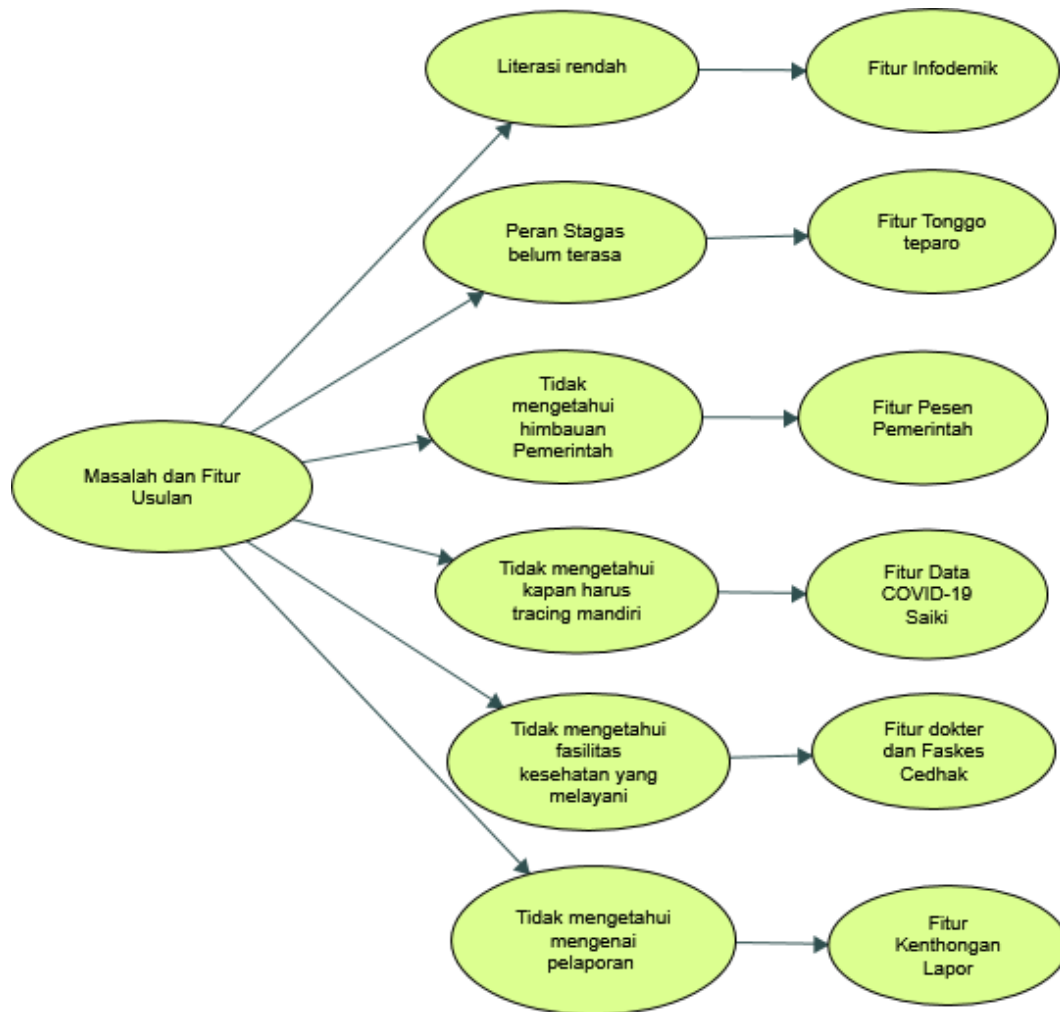 Literasi rendah
Fitur Infodemik
Peran Stagas
belum terasa
Fitur Tonggo
teparo
Tidak
mengetahui
himbauan
Pemerintah
Fitur Pesen
Pemerintah
Masalah dan Fitur
Usulan
Tidak mengetahui
kapan harus
tracing mandiri
Fitur Data
COVID-19
Saiki
Tidak mengetahui
fasilitas
kesehatan yang
melayani
Fitur dokter
dan Faskes
Cedhak
Tidak mengetahui
mengenai
pelaporan
Fitur
Kenthongan
Lapor